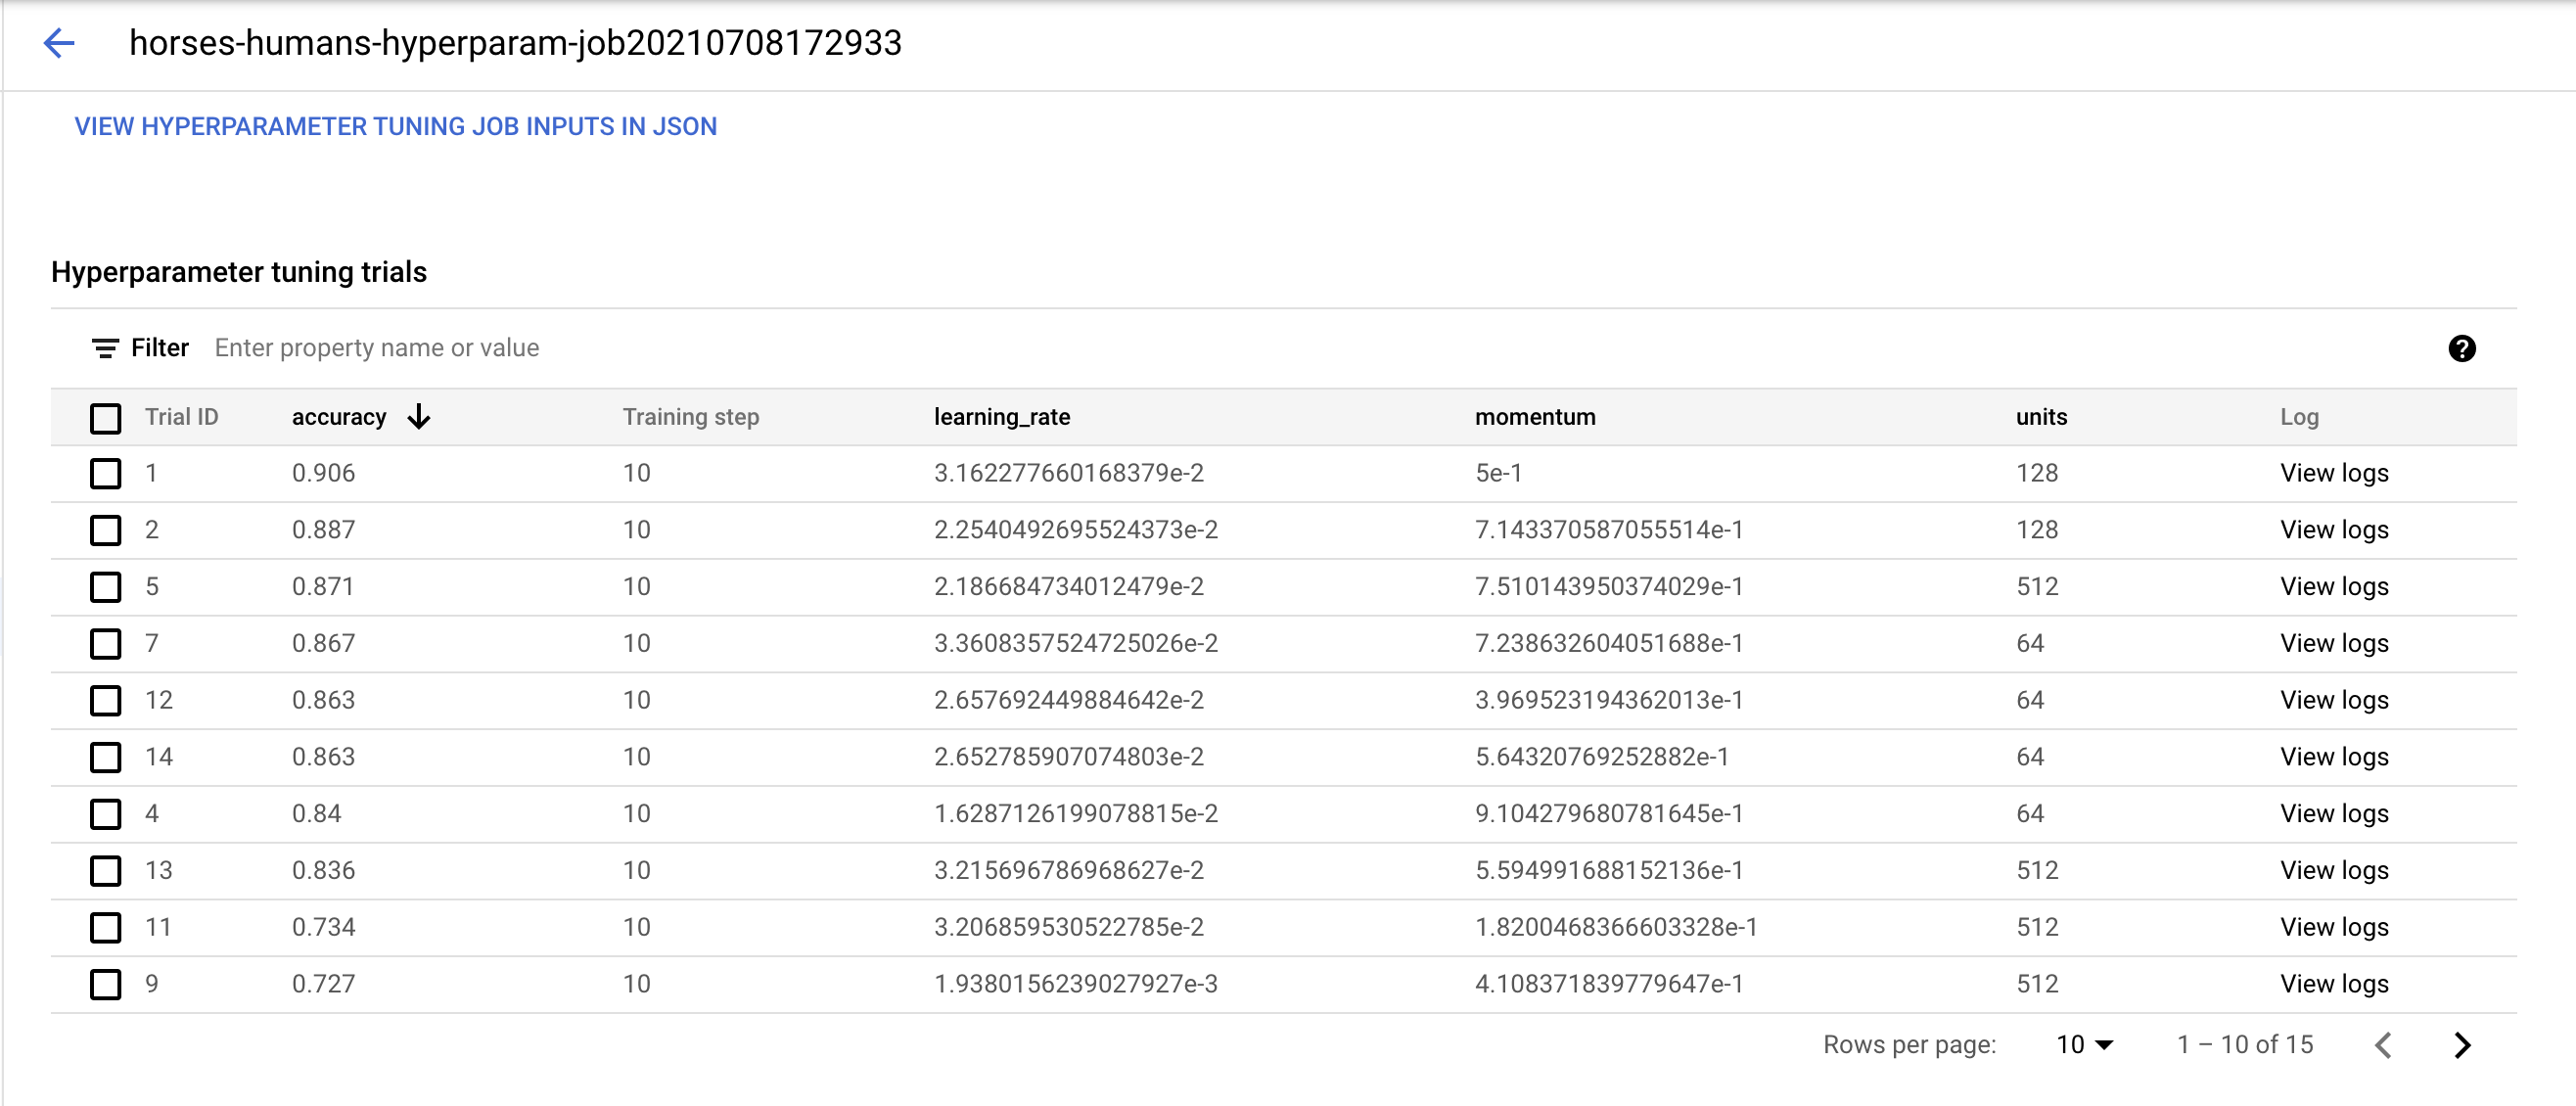 horses-humans-hyperparam-job20210708172933
VIEW HYPERPARAMETER TUNING JOB INPUTS IN JSON
Hyperparameter tuning trials
Filter Enter property name or value
Trial ID accuracy Training step learning_rate momentum units Log
1 0.906 10 3.162277660168379e-2 5e-1 128 View logs
2 0.887 10 2.2540492695524373e-2 7.143370587055514e-1 128 View logs
5 0.871 10 2.186684734012479e-2 7.510143950374029e-1 512 View logs
7 0.867 10 3.3608357524725026e-2 7.238632604051688e-1 64 View logs
12 0.863 10 2.657692449884642e-2 3.969523194362013e-1 64 View logs
14 0.863 10 2.652785907074803e-2 5.64320769252882e-1 64 View logs
4 0.84 10 1.6287126199078815e-2 9.104279680781645e-1 64 View logs
13 0.836 10 3.215696786968627e-2 5.594991688152136e-1 512 View logs
11 0.734 10 3.206859530522785e-2 1.8200468366603328e-1 512 View logs
9 0.727 10 1.9380156239027927e-3 4.108371839779647e-1 512 View logs
Rows per page: 10 1 – 10 of 15